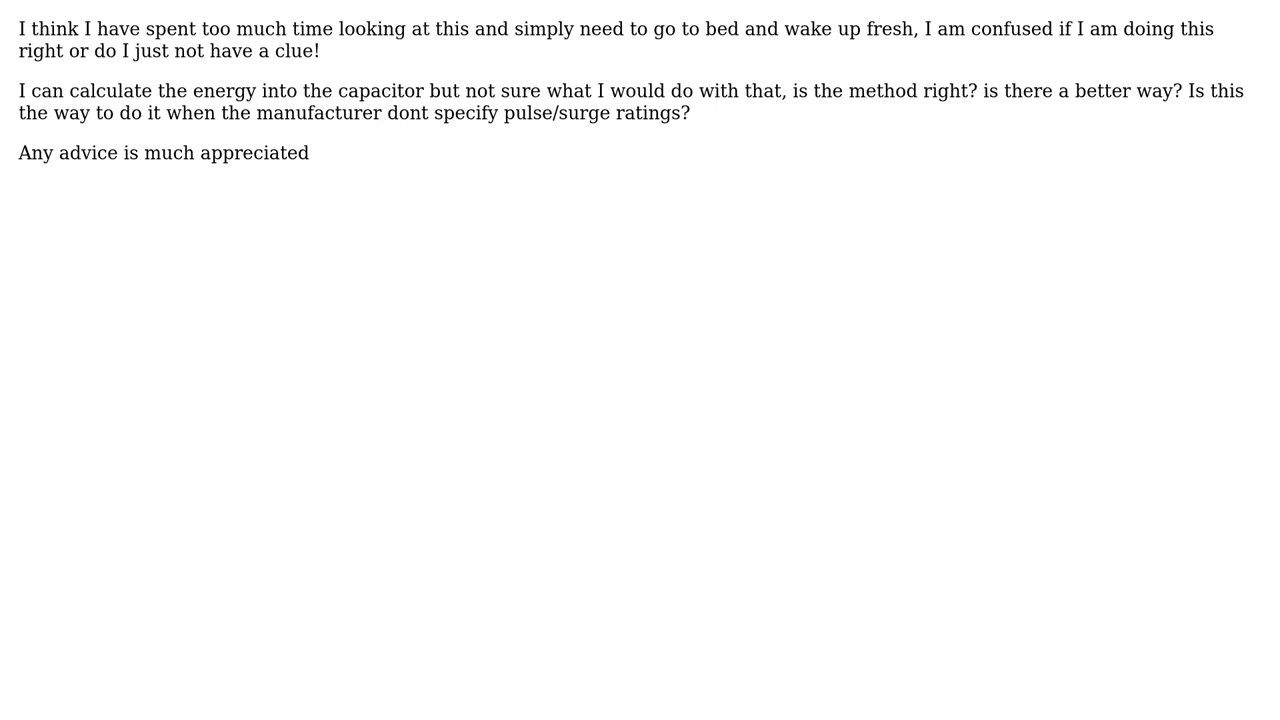 I think I have spent too much time looking at this and simply need to go to bed and wake up fresh, I am confused if I am doing this
right or do I just not have a clue!
I can calculate the energy into the capacitor but not sure what I would do with that, is the method right? is there a better way? Is this
the way to do it when the manufacturer dont specify pulse/surge ratings?
Any advice is much appreciated